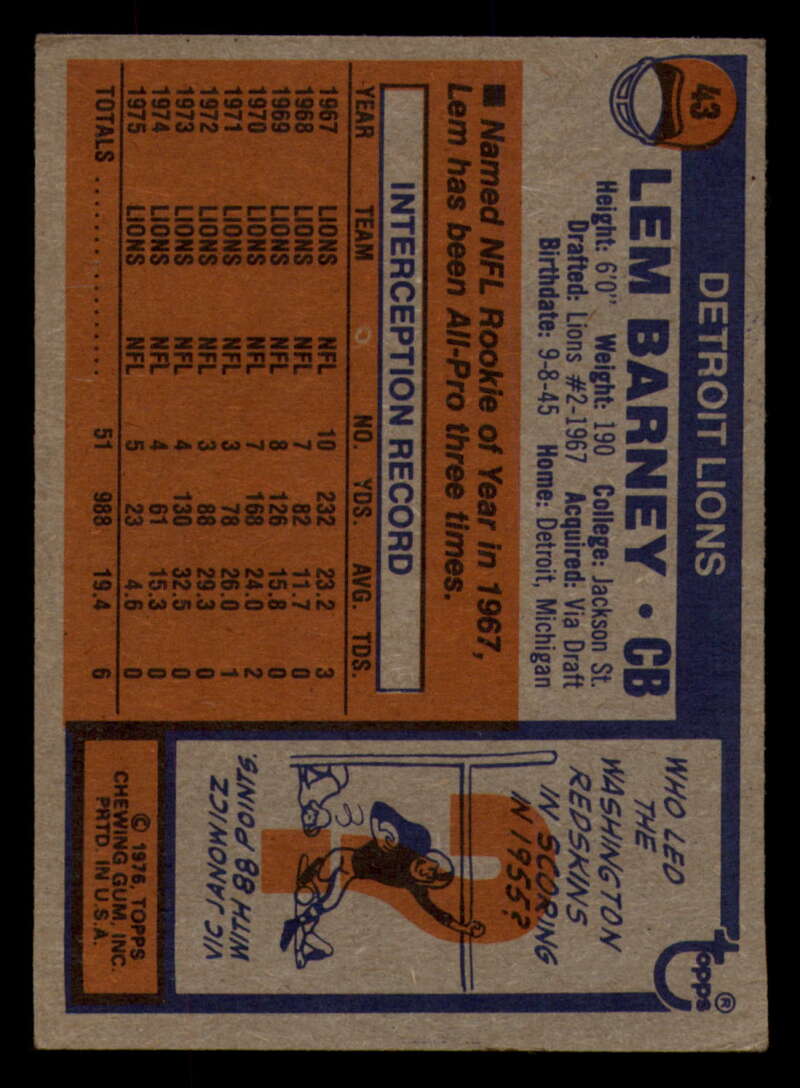 43
DETROIT LIONS
LEM BARNEY • CB
Height: 6'0" Weight: 190 College: Jackson St.
Drafted: Lions #2-1967 Acquired: Via Draft
Birthdate: 9-8-45 Home: Detroit, Michigan
■ Named NFL Rookie of Year in 1967,
Lem has been All-Pro three times.
INTERCEPTION RECORD
YEAR TEAM NO. YDS. AVG. TDS.
1967 LIONS NFL 10 232 23.2 3
1968 LIONS NFL 7 82 11.7 0
1969 LIONS NFL 8 126 15.8 0
1970 LIONS NFL 7 168 24.0 2
1971 LIONS NFL 3 78 26.0 1
1972 LIONS NFL 3 88 29.3 0
1973 LIONS NFL 4 130 32.5 0
1974 LIONS NFL 4 61 15.3 0
1975 LIONS NFL 5 23 4.6 0
TOTALS .................... 51 988 19.4 6
topps®
WHO LED
THE
WASHINGTON
REDSKINS
IN SCORING
IN 1955?
VIC JANOWICZ
WITH 88 POINTS.
© 1976, TOPPS
CHEWING GUM, INC.
PRTD. IN U.S.A.